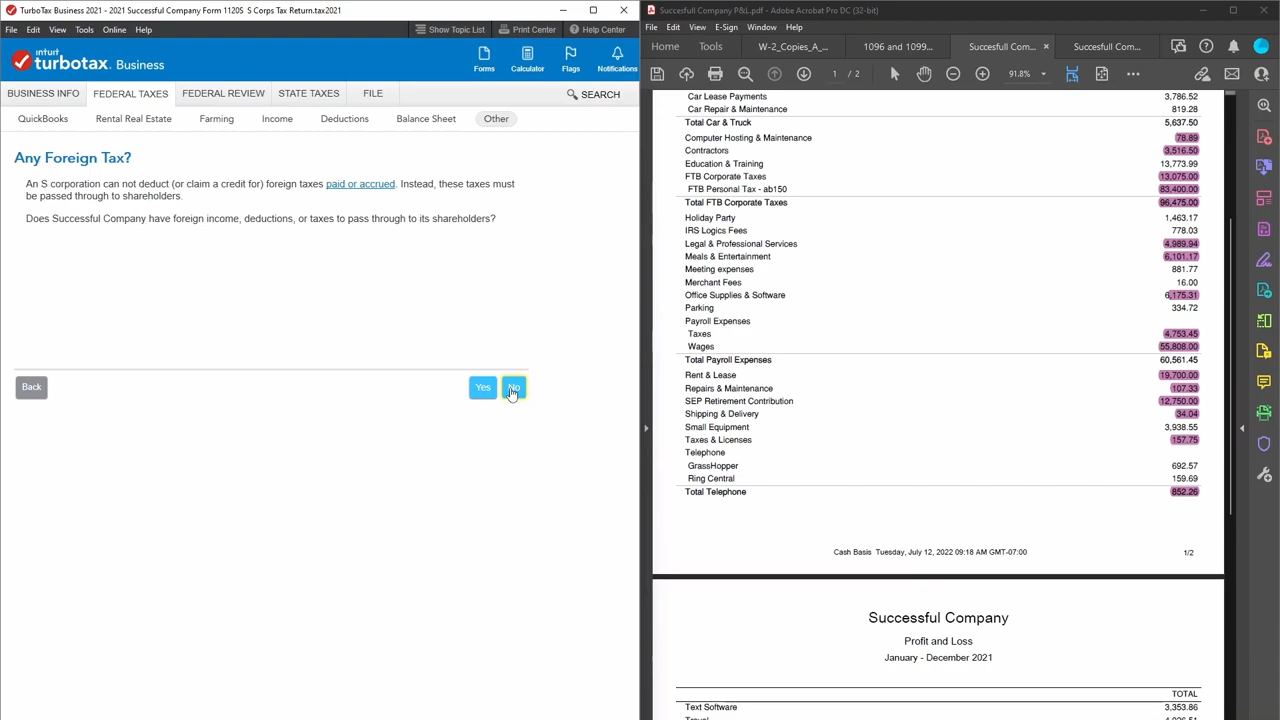 TurboTax Business 2021 - 2021 Successful Company Form 1120S S Corps Tax Return.tax2021
File Edit View Tools Online Help
Show Topic List Print Center Help Center
intuit turbotax. Business
Forms Calculator Flags Notifications
BUSINESS INFO FEDERAL TAXES FEDERAL REVIEW STATE TAXES FILE SEARCH
QuickBooks Rental Real Estate Farming Income Deductions Balance Sheet Other
Any Foreign Tax?
An S corporation can not deduct (or claim a credit for) foreign taxes paid or accrued. Instead, these taxes must
be passed through to shareholders.
Does Successful Company have foreign income, deductions, or taxes to pass through to its shareholders?
Back Yes No
Succesfull Company P&L.pdf - Adobe Acrobat Pro DC (32-bit)
File Edit View E-Sign Window Help
Home Tools W-2_Copies_A_... 1096 and 1099... Succesfull Com... Succesfull Com...
1 / 2 91.8%
Car Lease Payments 3,786.52
Car Repair & Maintenance 819.28
Total Car & Truck 5,637.50
Computer Hosting & Maintenance 78.89
Contractors 3,516.50
Education & Training 13,773.99
FTB Corporate Taxes 13,075.00
FTB Personal Tax - ab150 83,400.00
Total FTB Corporate Taxes 96,475.00
Holiday Party 1,463.17
IRS Logics Fees 778.03
Legal & Professional Services 4,989.94
Meals & Entertainment 6,101.17
Meeting expenses 881.77
Merchant Fees 16.00
Office Supplies & Software 6,175.31
Parking 334.72
Payroll Expenses
Taxes 4,753.45
Wages 55,808.00
Total Payroll Expenses 60,561.45
Rent & Lease 19,700.00
Repairs & Maintenance 107.33
SEP Retirement Contribution 12,750.00
Shipping & Delivery 34.04
Small Equipment 3,938.55
Taxes & Licenses 157.75
Telephone
GrassHopper 692.57
Ring Central 159.69
Total Telephone 852.26
Cash Basis Tuesday, July 12, 2022 09:18 AM GMT-07:00 1/2
Successful Company
Profit and Loss
January - December 2021
TOTAL
Text Software 3,353.86